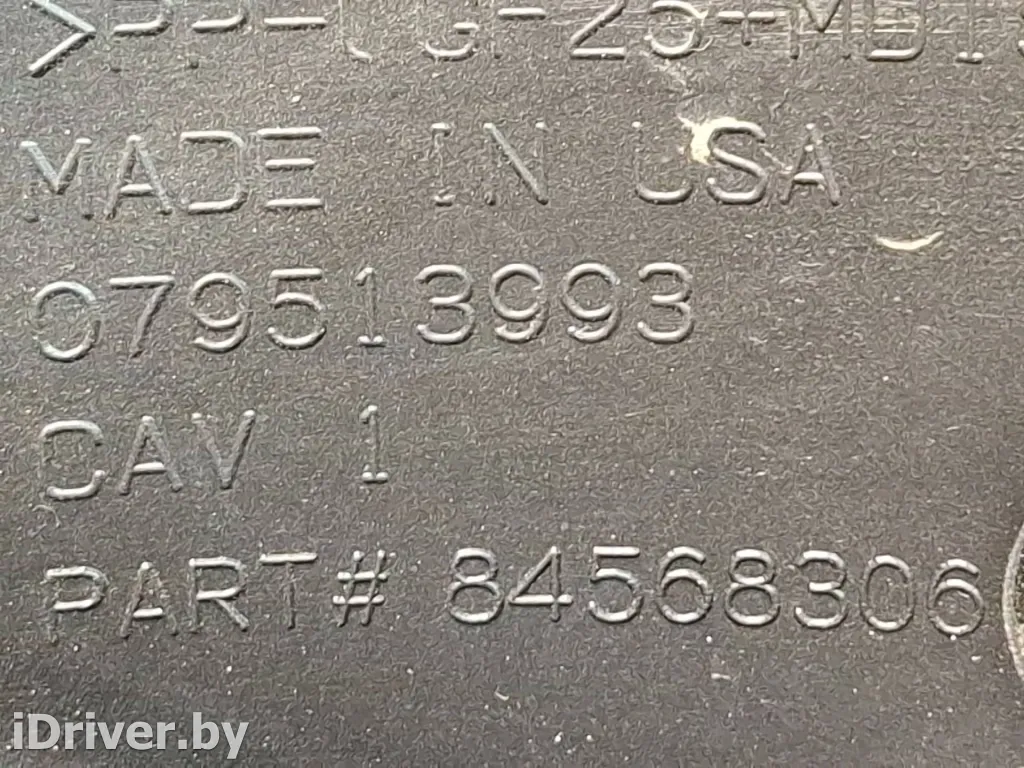 MADE IN USA
079513993
CAV 1
PART# 84568306
iDriver.by